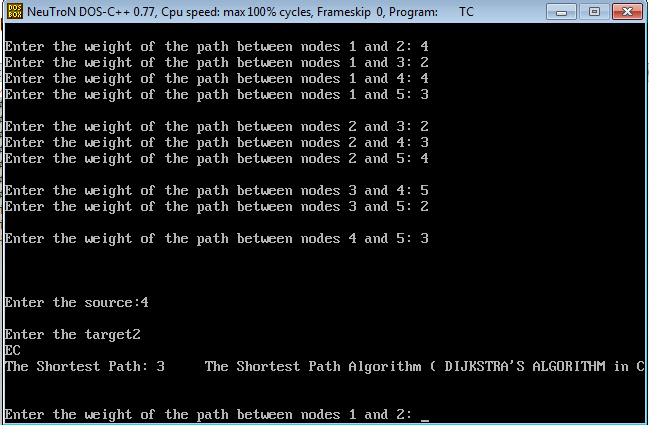 DOS BOX
NeuTroN DOS-C++ 0.77, Cpu speed: max 100% cycles, Frameskip 0, Program: TC
Enter the weight of the path between nodes 1 and 2: 4
Enter the weight of the path between nodes 1 and 3: 2
Enter the weight of the path between nodes 1 and 4: 4
Enter the weight of the path between nodes 1 and 5: 3
Enter the weight of the path between nodes 2 and 3: 2
Enter the weight of the path between nodes 2 and 4: 3
Enter the weight of the path between nodes 2 and 5: 4
Enter the weight of the path between nodes 3 and 4: 5
Enter the weight of the path between nodes 3 and 5: 2
Enter the weight of the path between nodes 4 and 5: 3
Enter the source:4
Enter the target2
EC
The Shortest Path: 3 The Shortest Path Algorithm ( DIJKSTRA'S ALGORITHM in C
Enter the weight of the path between nodes 1 and 2: _